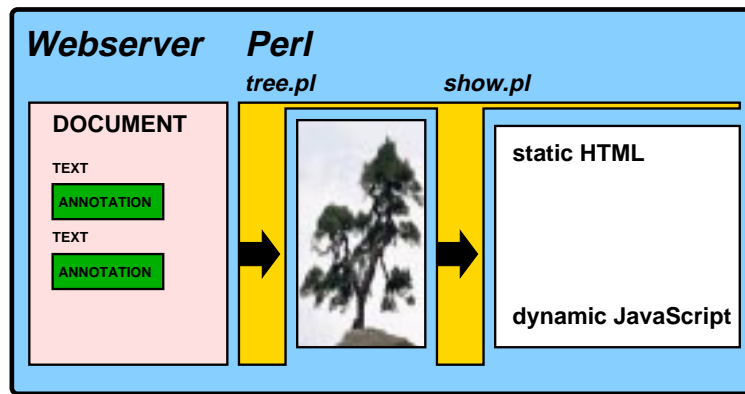 Webserver Perl
tree.pl show.pl
DOCUMENT
TEXT
ANNOTATION
TEXT
ANNOTATION
static HTML
dynamic JavaScript